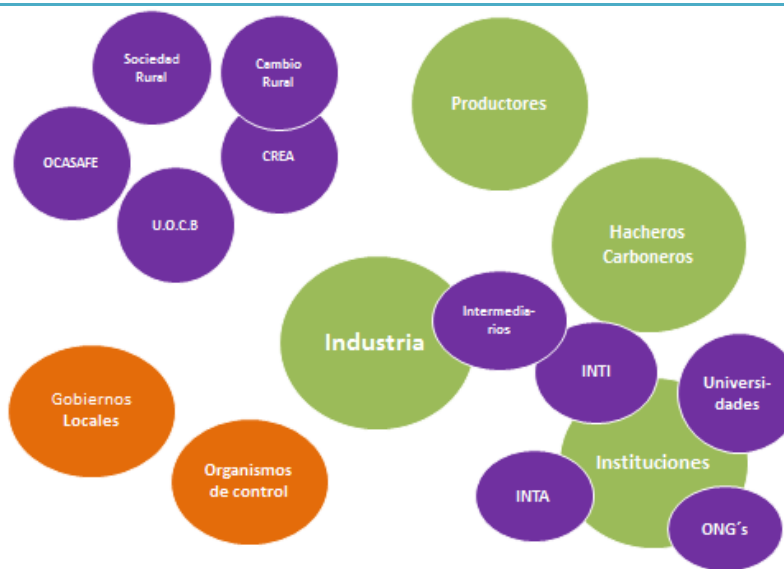 Sociedad
Rural
Cambio
Rural
Productores
OCASAFE
CREA
U.O.C.B
Hacheros
Carboneros
Intermedia-
rios
Industria
INTI
Universi-
dades
Gobiernos
Locales
Instituciones
Organismos
de control
INTA
ONG´s